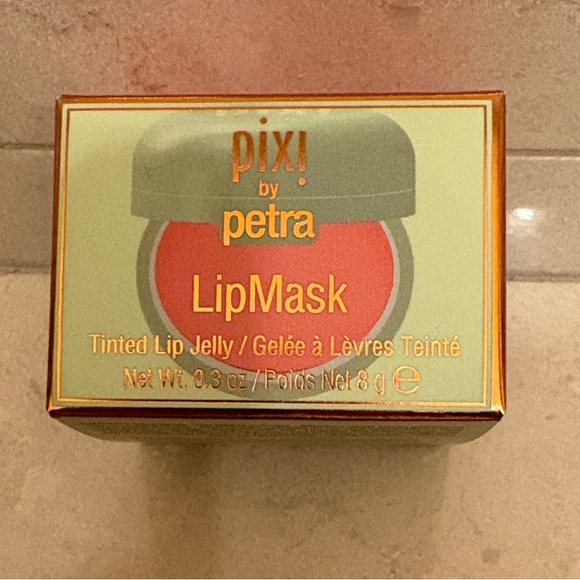 pixi
by
petra
LipMask
Tinted Lip Jelly / Gelée à Lèvres Teinté
Net Wt. 0.3 oz / Poids Net 8 g ℮